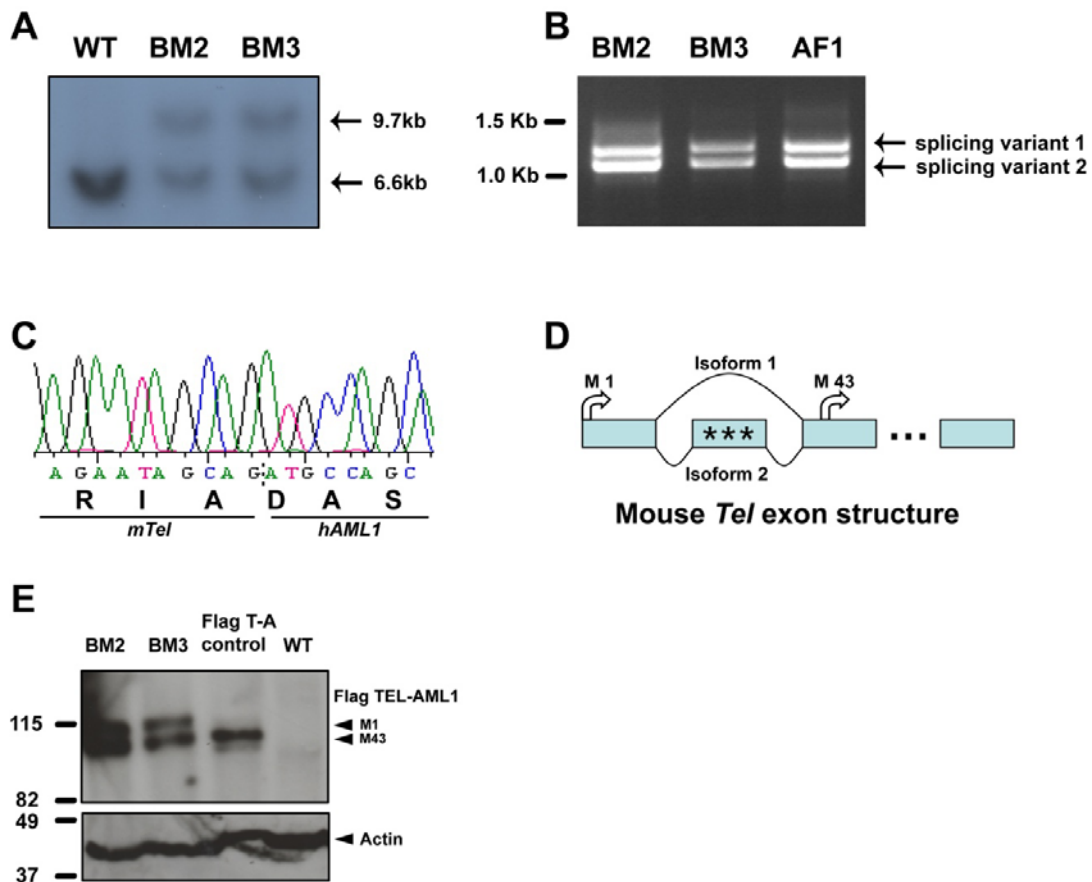 A
WT BM2 BM3
9.7kb
6.6kb
B
BM2 BM3 AF1
1.5 Kb
1.0 Kb
splicing variant 1
splicing variant 2
C
A G A A T A G C A G A T G C C A G C
R I A D A S
mTel hAML1
D
Isoform 1
M 1
M 43
***
...
Isoform 2
Mouse Tel exon structure
E
BM2 BM3 Flag T-A
control WT
Flag TEL-AML1
115
M1
M43
82
49
Actin
37